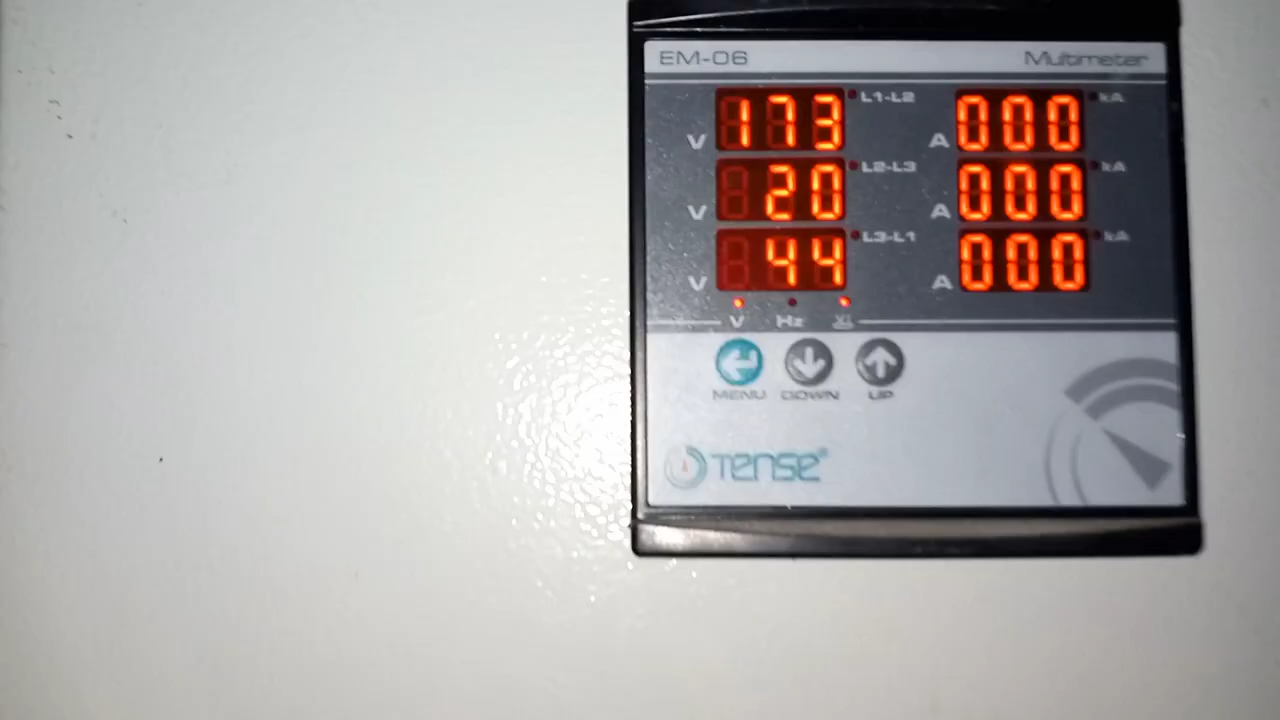 EM-06 Multimeter
V 173 L1-L2 A 000 kA
V 20 L2-L3 A 000 kA
V 44 L3-L1 A 000 kA
V Hz
MENU DOWN UP
TENSE®